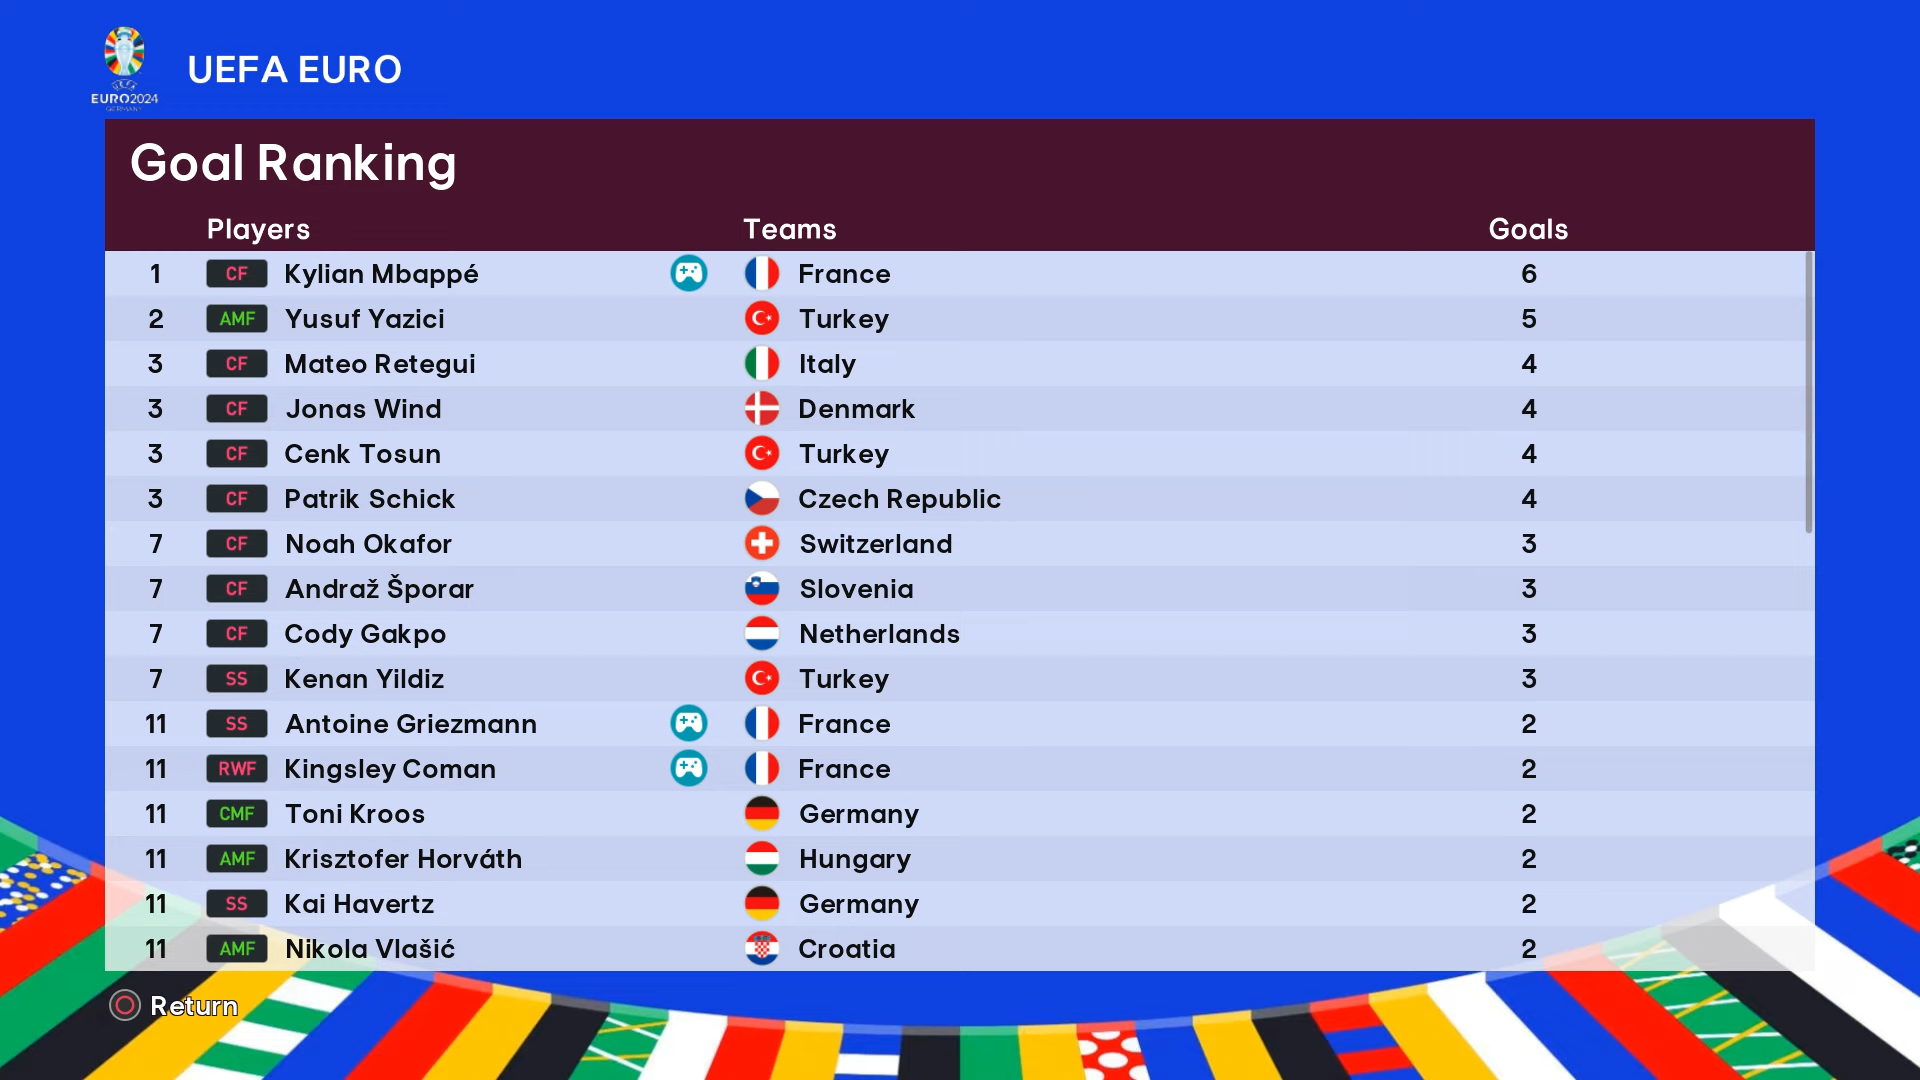 UEFA
EURO2024
GERMANY
UEFA EURO
Goal Ranking
Players Teams Goals
1 CF Kylian Mbappé France 6
2 AMF Yusuf Yazici Turkey 5
3 CF Mateo Retegui Italy 4
3 CF Jonas Wind Denmark 4
3 CF Cenk Tosun Turkey 4
3 CF Patrik Schick Czech Republic 4
7 CF Noah Okafor Switzerland 3
7 CF Andraž Šporar Slovenia 3
7 CF Cody Gakpo Netherlands 3
7 SS Kenan Yildiz Turkey 3
11 SS Antoine Griezmann France 2
11 RWF Kingsley Coman France 2
11 CMF Toni Kroos Germany 2
11 AMF Krisztofer Horváth Hungary 2
11 SS Kai Havertz Germany 2
11 AMF Nikola Vlašić Croatia 2
Return